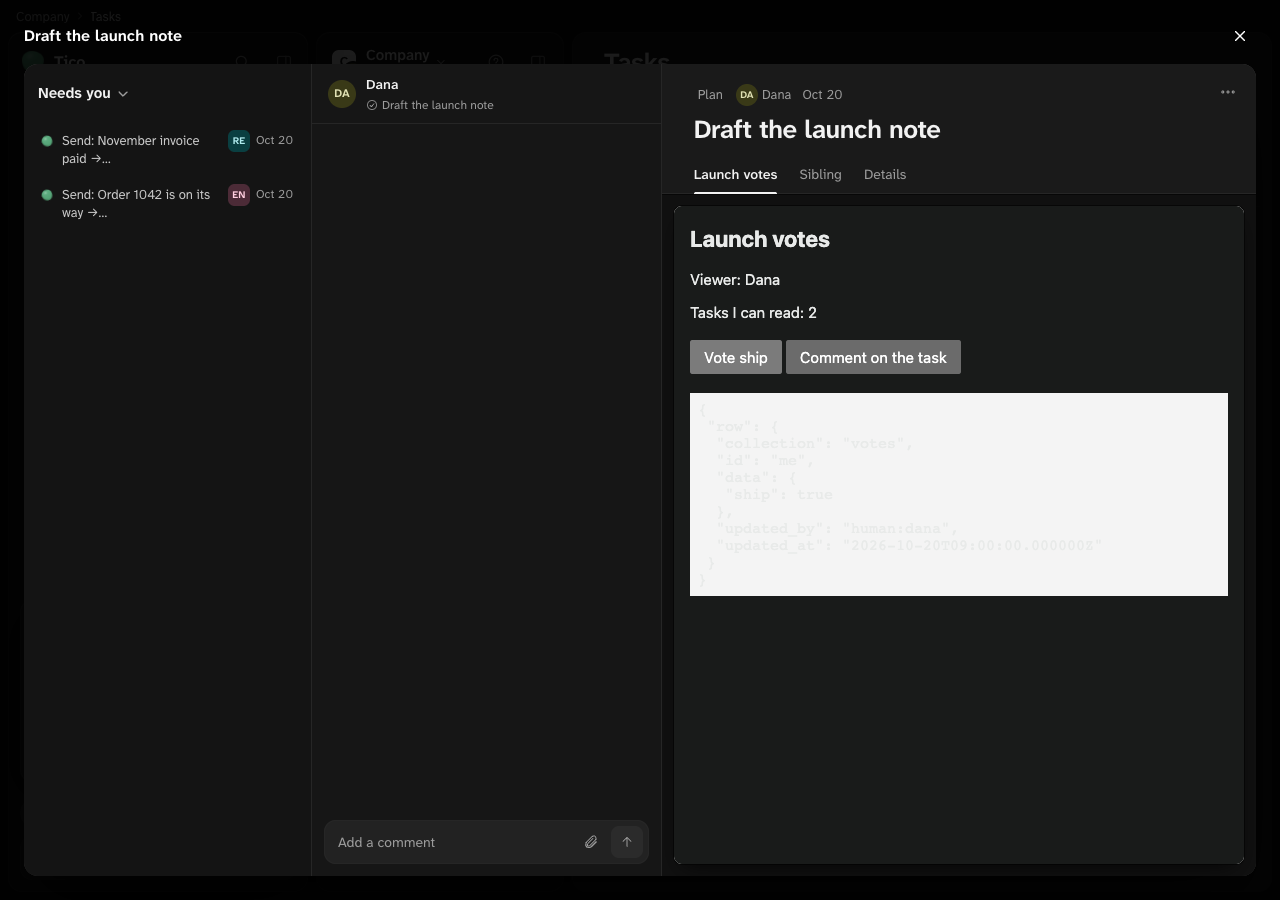 Company > Tasks
Draft the launch note
Tico
Company
Tasks
Needs you
Send: November invoice
paid →...
RE
Oct 20
Send: Order 1042 is on its
way →...
EN
Oct 20
DA
Dana
Draft the launch note
Add a comment
Plan
DA
Dana
Oct 20
Draft the launch note
Launch votes
Sibling
Details
Launch votes
Viewer: Dana
Tasks I can read: 2
Vote ship
Comment on the task
{
"row": {
"collection": "votes",
"id": "me",
"data": {
"ship": true
},
"updated_by": "human:dana",
"updated_at": "2026-10-20T09:00:00.000000Z"
}
}